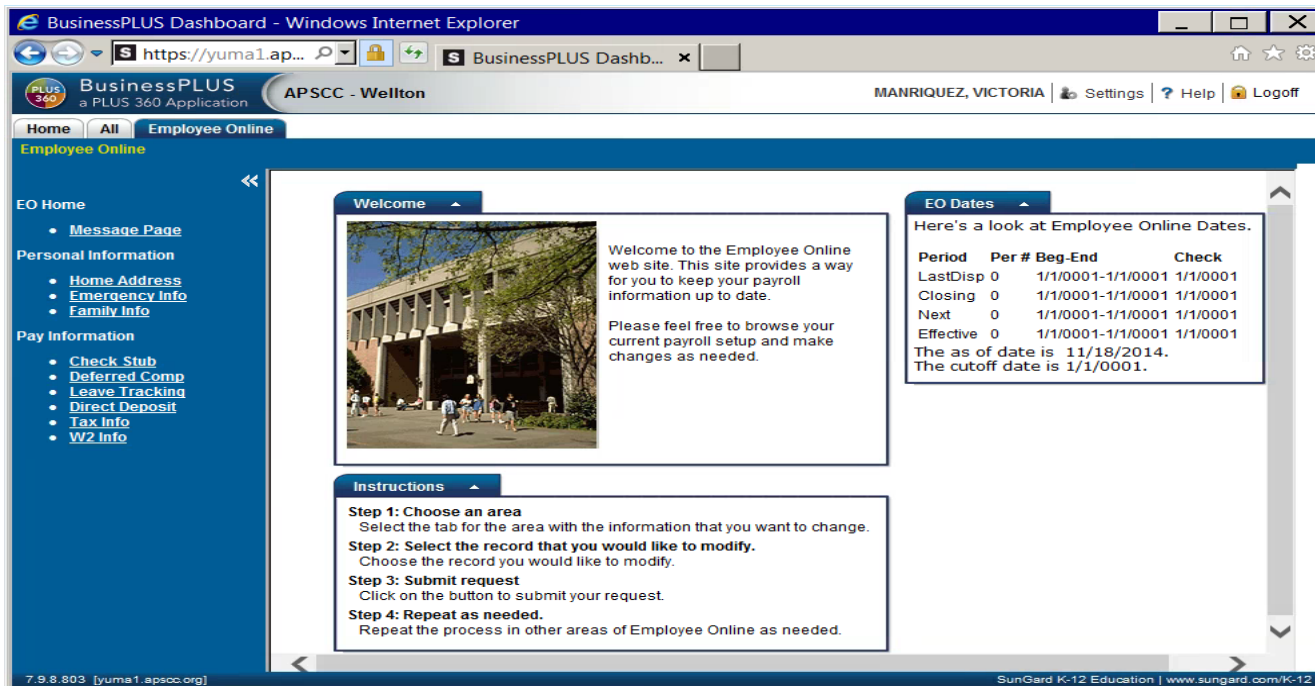 BusinessPLUS Dashboard - Windows Internet Explorer
https://yuma1.ap...
BusinessPLUS Dashb...
PLUS 360
BusinessPLUS
a PLUS 360 Application
APSCC - Wellton
MANRIQUEZ, VICTORIA | Settings | ? Help | Logoff
Home All Employee Online
Employee Online
EO Home
• Message Page
Personal Information
• Home Address
• Emergency Info
• Family Info
Pay Information
• Check Stub
• Deferred Comp
• Leave Tracking
• Direct Deposit
• Tax Info
• W2 Info
Welcome
Welcome to the Employee Online
web site. This site provides a way
for you to keep your payroll
information up to date.
Please feel free to browse your
current payroll setup and make
changes as needed.
EO Dates
Here's a look at Employee Online Dates.
Period Per # Beg-End Check
LastDisp 0 1/1/0001-1/1/0001 1/1/0001
Closing 0 1/1/0001-1/1/0001 1/1/0001
Next 0 1/1/0001-1/1/0001 1/1/0001
Effective 0 1/1/0001-1/1/0001 1/1/0001
The as of date is 11/18/2014.
The cutoff date is 1/1/0001.
Instructions
Step 1: Choose an area
Select the tab for the area with the information that you want to change.
Step 2: Select the record that you would like to modify.
Choose the record you would like to modify.
Step 3: Submit request
Click on the button to submit your request.
Step 4: Repeat as needed.
Repeat the process in other areas of Employee Online as needed.
7.9.8.803 [yuma1.apscc.org]
SunGard K-12 Education | www.sungard.com/K-12